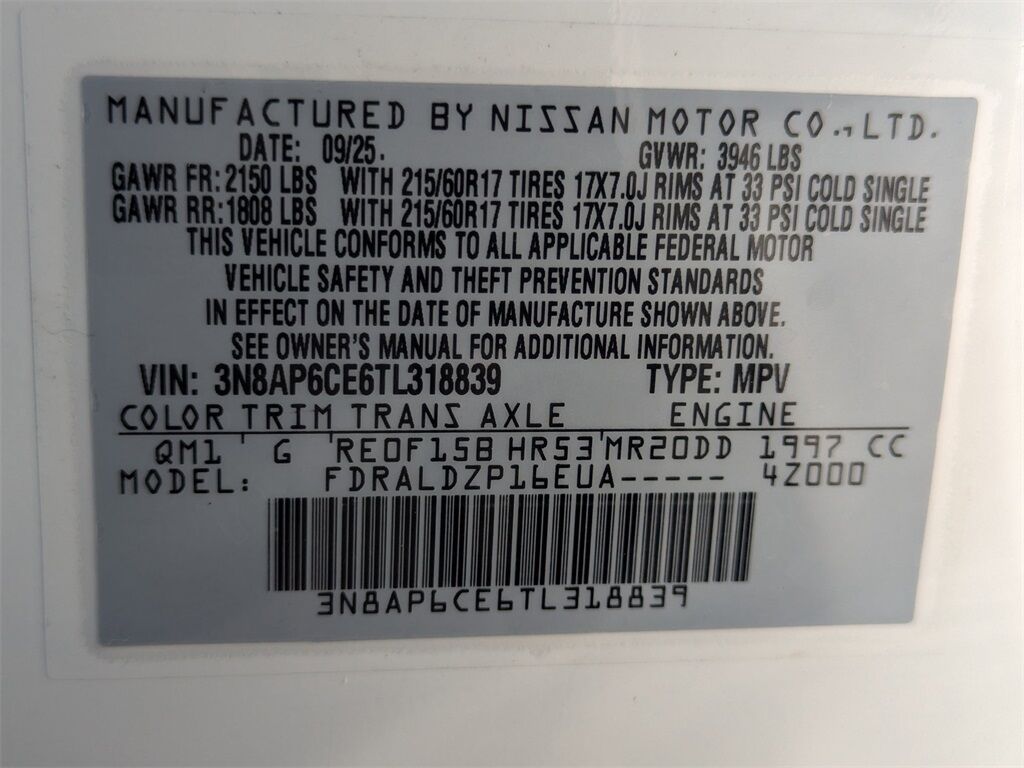 MANUFACTURED BY NISSAN MOTOR CO., LTD.
DATE: 09/25. GVWR: 3946 LBS
GAWR FR: 2150 LBS WITH 215/60R17 TIRES 17X7.0J RIMS AT 33 PSI COLD SINGLE
GAWR RR: 1808 LBS WITH 215/60R17 TIRES 17X7.0J RIMS AT 33 PSI COLD SINGLE
THIS VEHICLE CONFORMS TO ALL APPLICABLE FEDERAL MOTOR
VEHICLE SAFETY AND THEFT PREVENTION STANDARDS
IN EFFECT ON THE DATE OF MANUFACTURE SHOWN ABOVE.
SEE OWNER'S MANUAL FOR ADDITIONAL INFORMATION.
VIN: 3N8AP6CE6TL318839 TYPE: MPV
COLOR TRIM TRANS AXLE ENGINE
QM1 G RE0F15B HR53 MR20DD 1997 CC
MODEL: FDRALDZP16EUA----- 4Z000
3N8AP6CE6TL318839